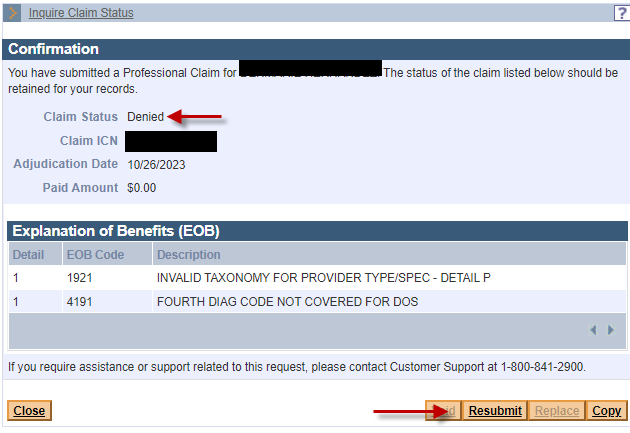 Inquire Claim Status
?
Confirmation
You have submitted a Professional Claim for The status of the claim listed below should be
retained for your records.
Claim Status Denied
Claim ICN
Adjudication Date 10/26/2023
Paid Amount $0.00
Explanation of Benefits (EOB)
Detail EOB Code Description
1 1921 INVALID TAXONOMY FOR PROVIDER TYPE/SPEC - DETAIL P
1 4191 FOURTH DIAG CODE NOT COVERED FOR DOS
If you require assistance or support related to this request, please contact Customer Support at 1-800-841-2900.
Close Resubmit Replace Copy